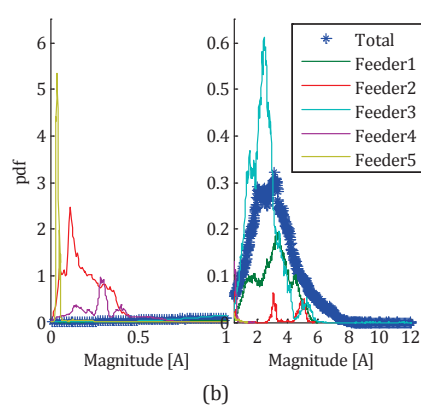 6
5
4
3
2
1
0
pdf
0 0.5 1
Magnitude [A]
0.6
0.5
0.4
0.3
0.2
0.1
0
2 4 6 8 10 12
Magnitude [A]
Total
Feeder1
Feeder2
Feeder3
Feeder4
Feeder5
(b)